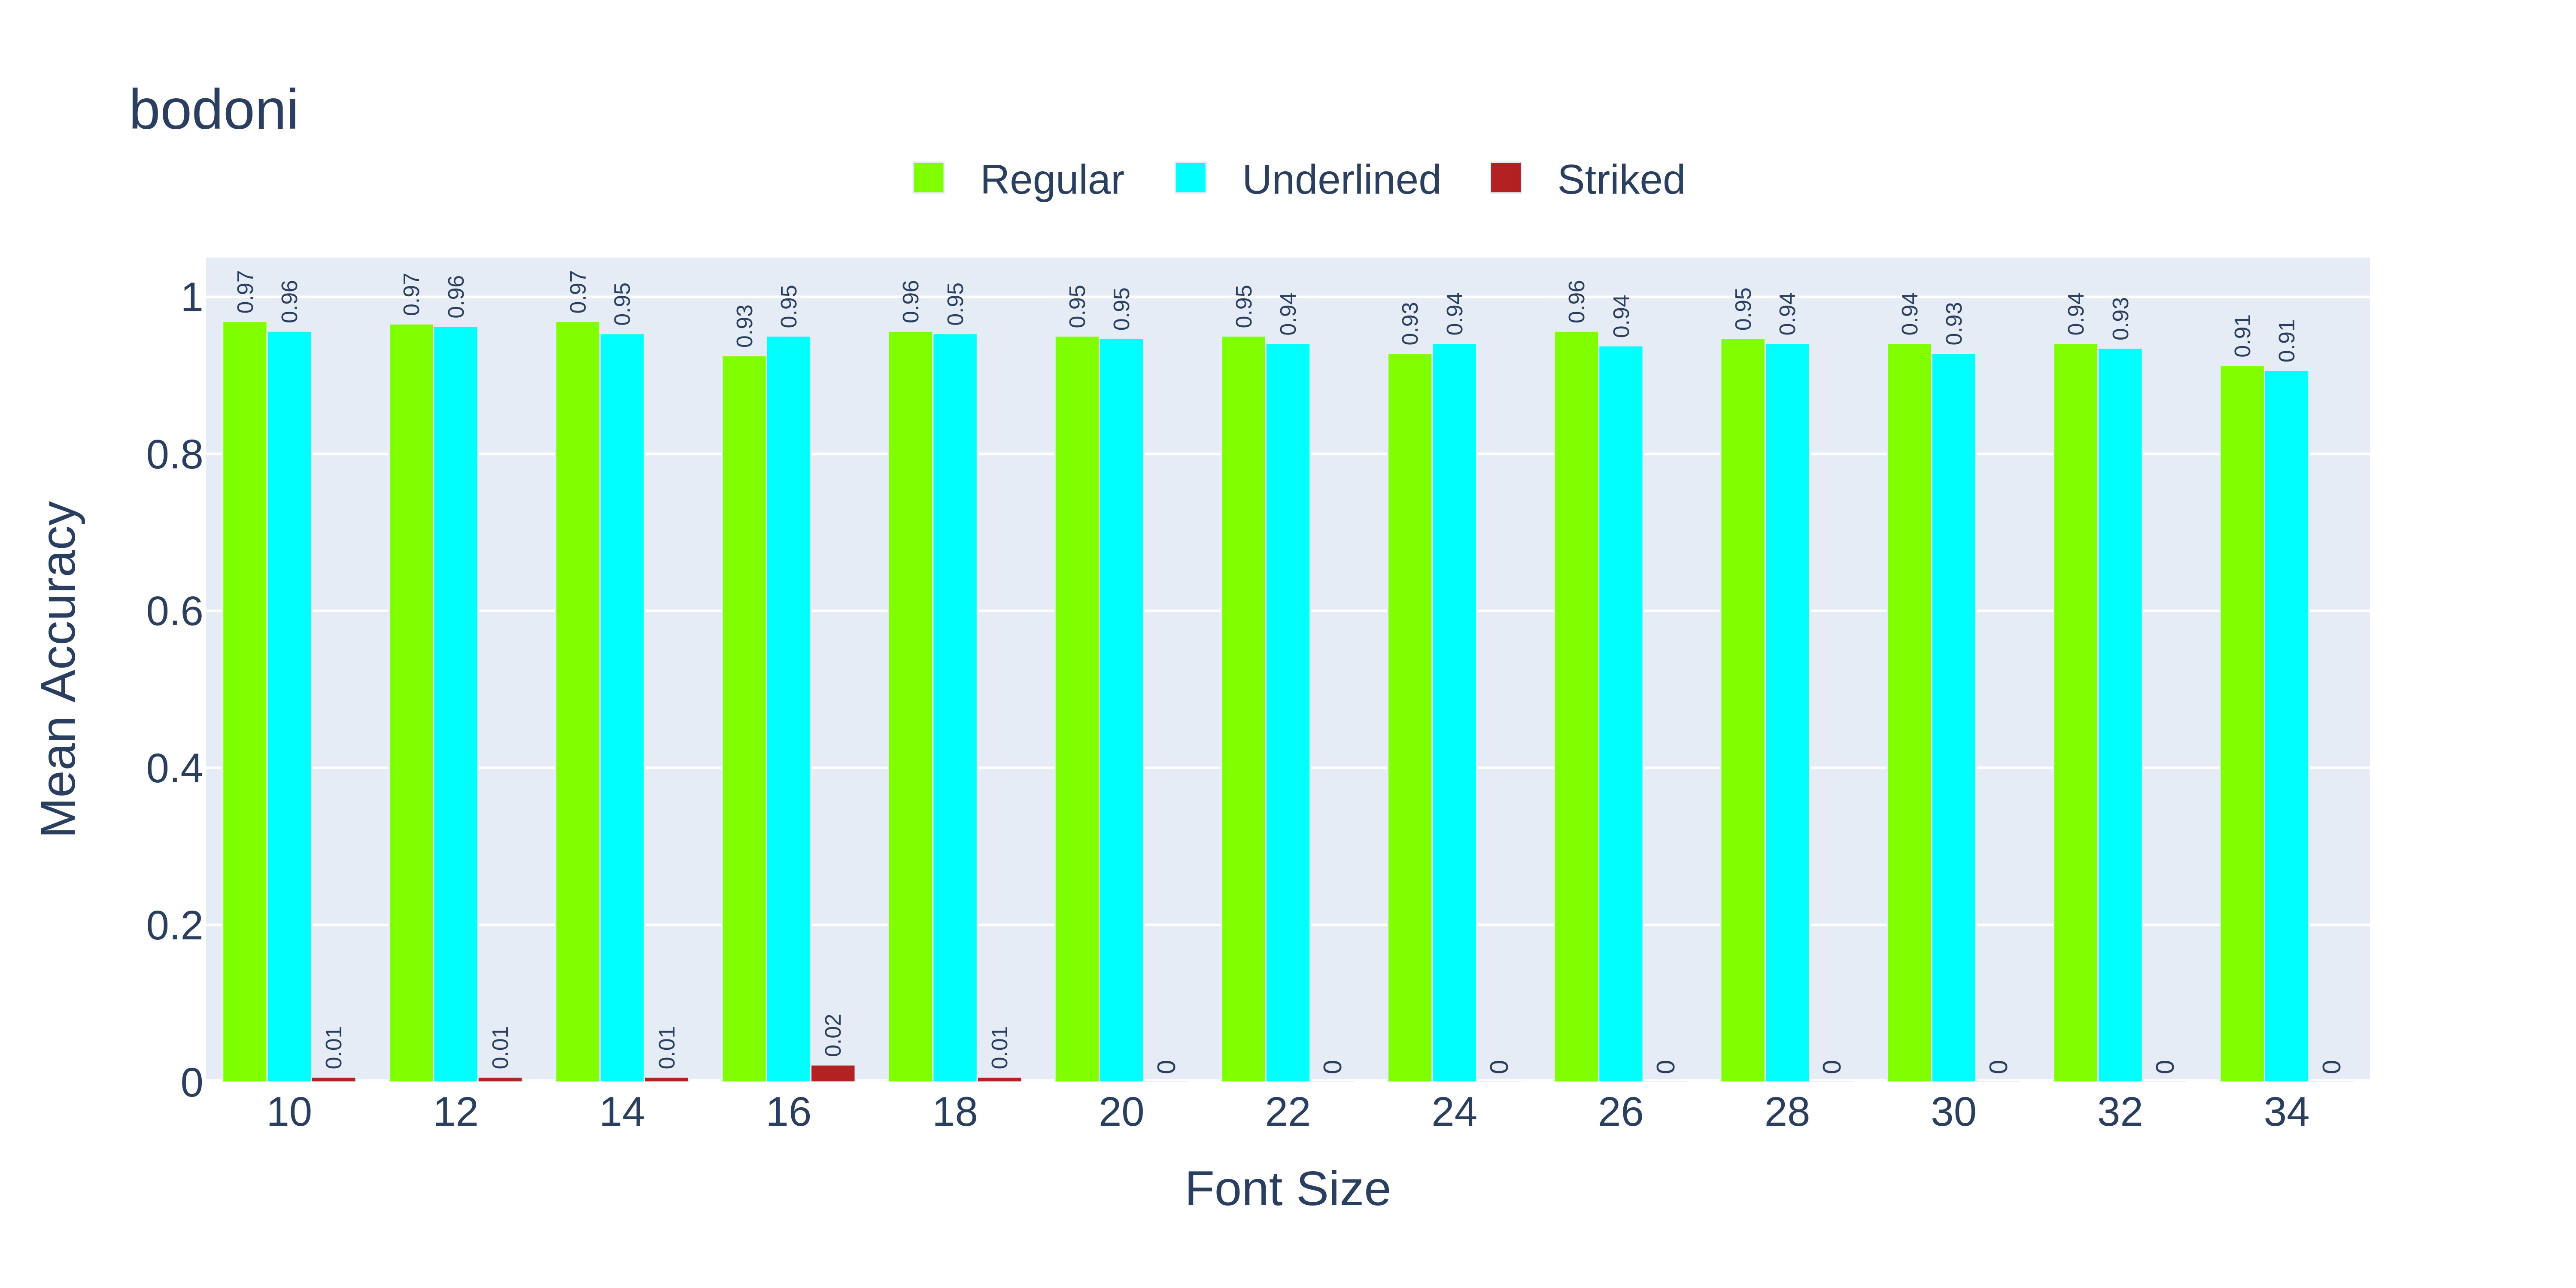 bodoni
Regular Underlined Striked
0.97 0.96 0.97 0.96 0.97 0.95 0.93 0.95 0.96 0.95 0.95 0.95 0.95 0.94 0.93 0.94 0.96 0.94 0.95 0.94 0.94 0.93 0.94 0.93 0.91 0.91
1
0.8
0.6
0.4
0.2
0
Mean Accuracy
0.01 0.01 0.01 0.02 0.01 0 0 0 0 0 0 0 0
10 12 14 16 18 20 22 24 26 28 30 32 34
Font Size